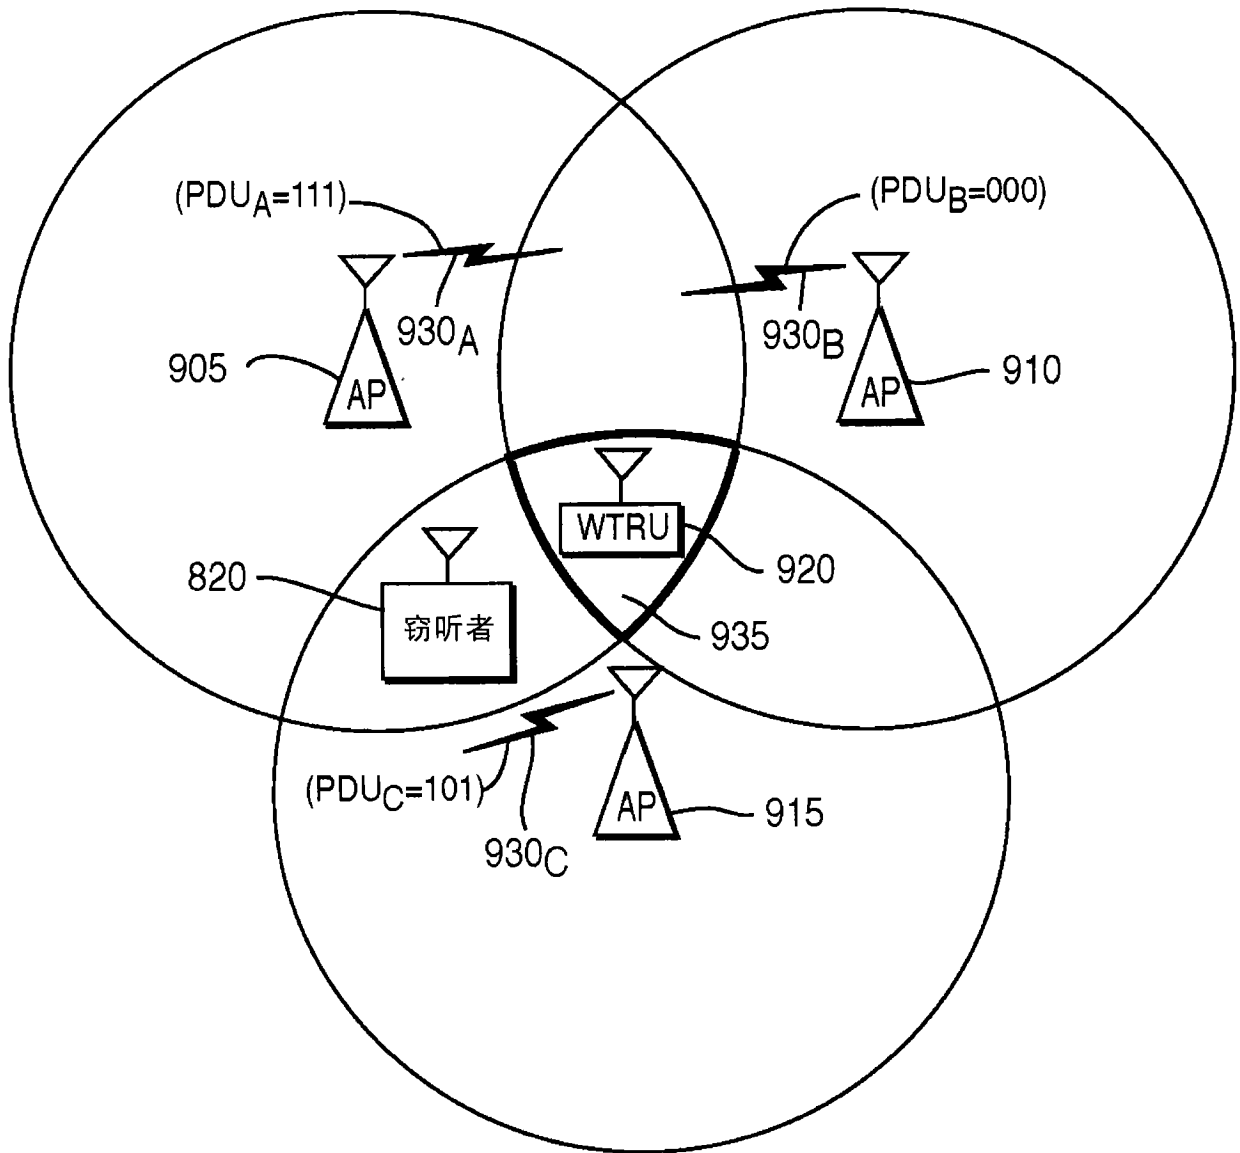 (PDUA=111)
(PDUB=000)
930A
930B
905
AP
AP
910
WTRU
820
920
窃听者
935
(PDUC=101)
AP
915
930C